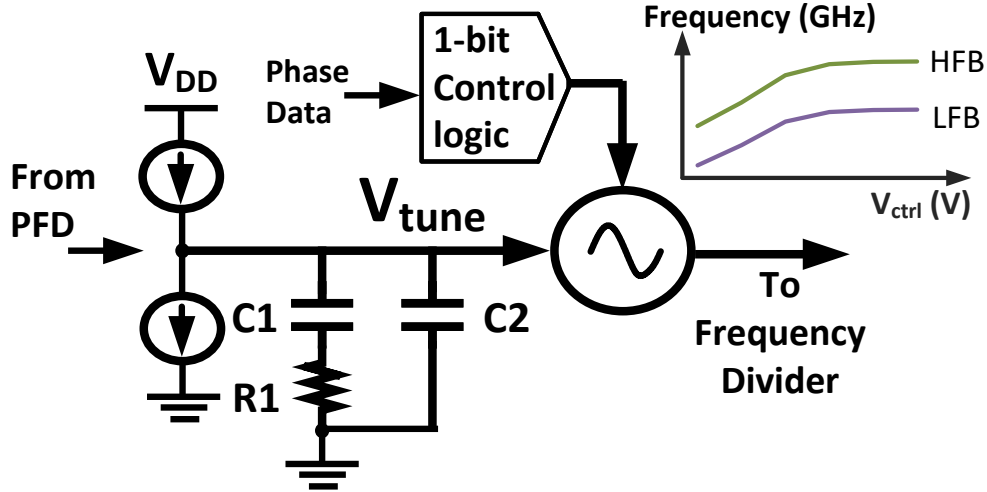 Frequency (GHz)
HFB
LFB
V_ctrl (V)
1-bit
Control
logic
Phase
Data
V_DD
From
PFD
V_tune
C1
C2
R1
To
Frequency
Divider